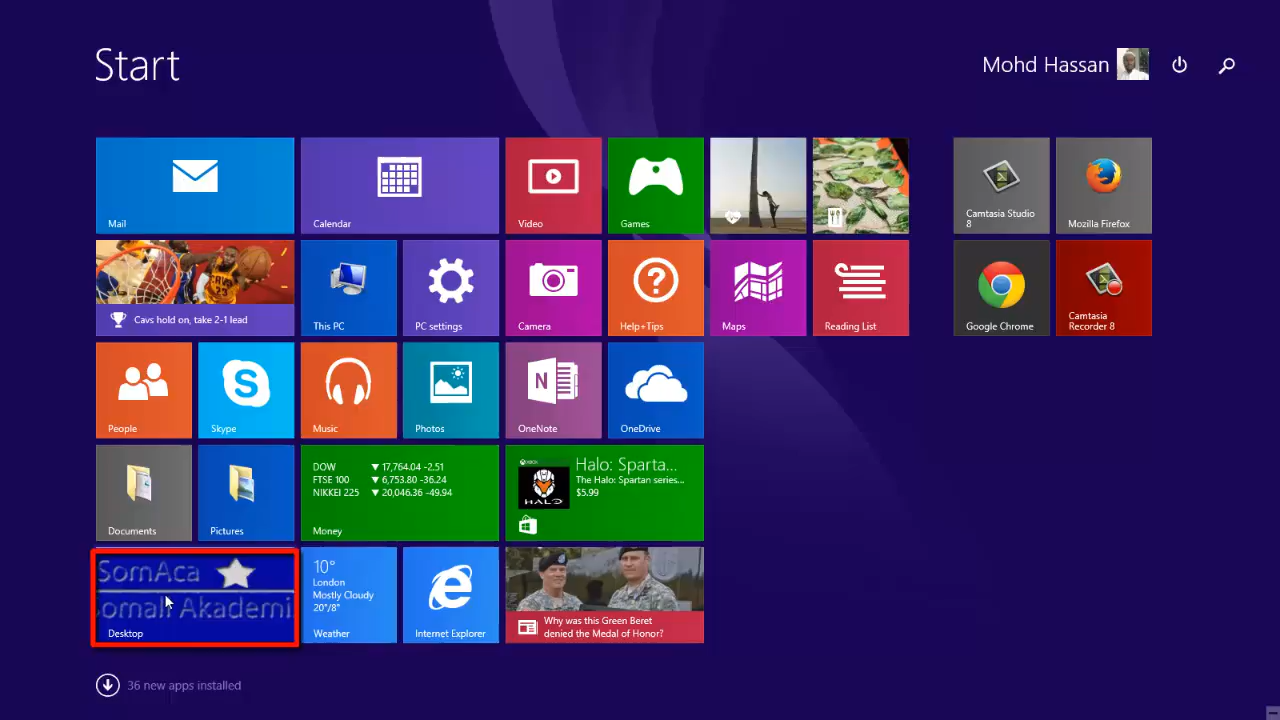 Start
Mohd Hassan
Mail
Calendar
Video
Games
Camtasia Studio
8
Mozilla Firefox
Cavs hold on, take 2-1 lead
This PC
PC settings
Camera
Help+Tips
Maps
Reading List
Google Chrome
Camtasia
Recorder 8
People
Skype
Music
Photos
OneNote
OneDrive
Documents
Pictures
DOW ▼ 17,764.04 -2.51
FTSE 100 ▼ 6,753.80 -36.24
NIKKEI 225 ▼ 20,046.36 -49.94
Money
XBOX
HALO
Halo: Sparta...
The Halo: Spartan series...
$5.99
SomAca
omali Akademi
Desktop
10°
London
Mostly Cloudy
20°/8°
Weather
Internet Explorer
Why was this Green Beret
denied the Medal of Honor?
36 new apps installed